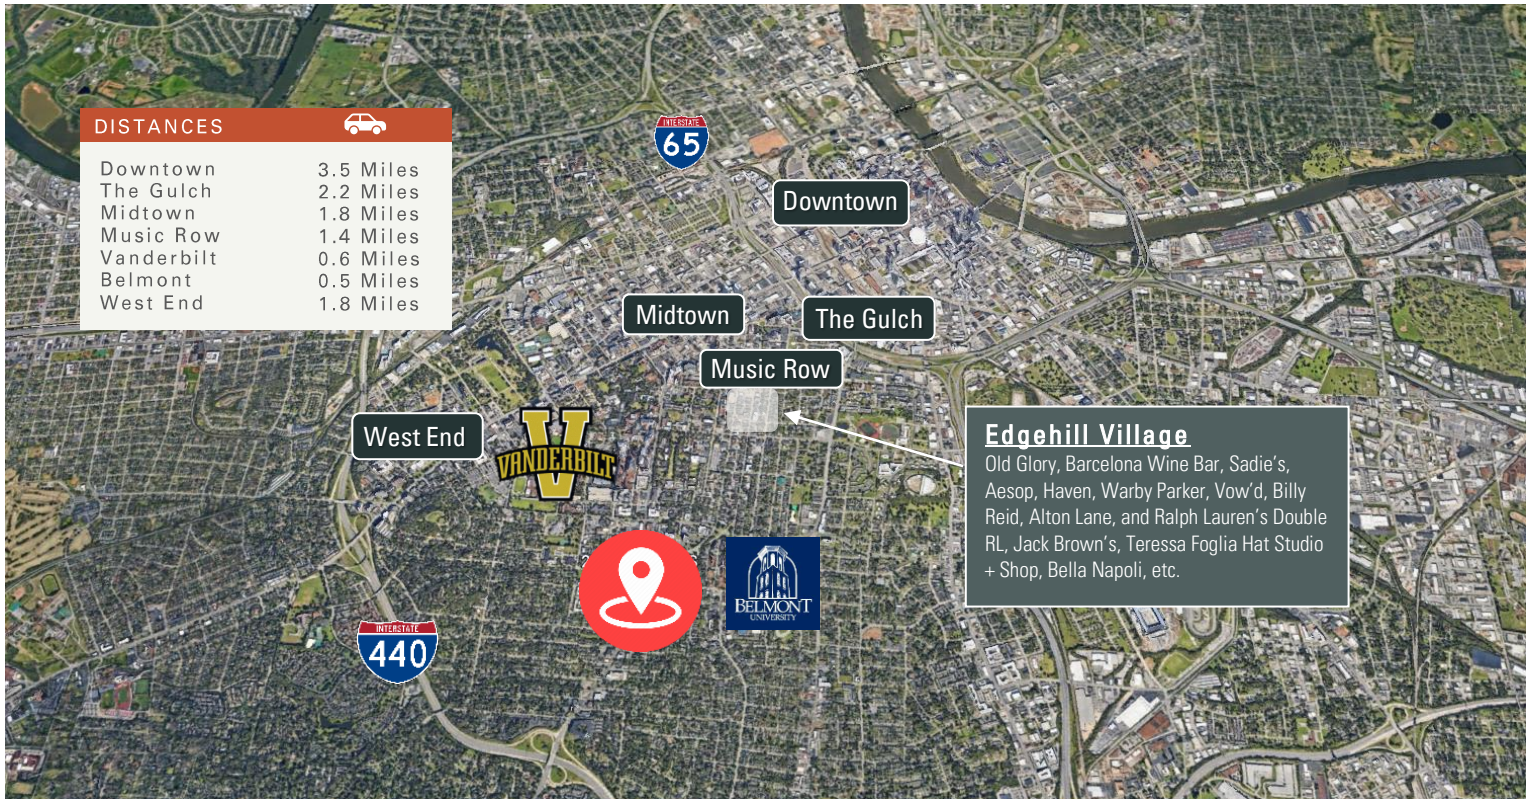 DISTANCES
Downtown 3.5 Miles
The Gulch 2.2 Miles
Midtown 1.8 Miles
Music Row 1.4 Miles
Vanderbilt 0.6 Miles
Belmont 0.5 Miles
West End 1.8 Miles
INTERSTATE
65
Downtown
Midtown
The Gulch
Music Row
West End
V
VANDERBILT
Edgehill Village
Old Glory, Barcelona Wine Bar, Sadie’s,
Aesop, Haven, Warby Parker, Vow’d, Billy
Reid, Alton Lane, and Ralph Lauren’s Double
RL, Jack Brown’s, Teressa Foglia Hat Studio
+ Shop, Bella Napoli, etc.
BELMONT
UNIVERSITY
INTERSTATE
440